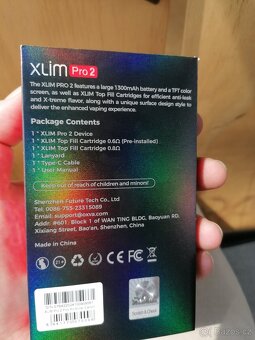 XLIM Pro 2
The XLIM PRO 2 features a large 1300mAh battery and a TFT color
screen, as well as XLIM Top Fill Cartridges for efficient anti-leak
and X-treme flavor, along with a unique surface design style to
deliver the enhanced vaping experience.
Package Contents
1 * XLIM Pro 2 Device
1 * XLIM Top Fill Cartridge 0.6Ω (Pre-installed)
1 * XLIM Top Fill Cartridge 0.8Ω
1 * Lanyard
1 * Type C Cable
1 * User Manual
Keep out of reach of children and minors!
Shenzhen Future Tech Co., Ltd
Tel: 0086-755-23315089
Email: support@oxva.com
Addr: #601, Block 1 of WAN TING BLDG, Baoyuan RD.
Xixiang Street, Bao'an, Shenzhen, China
Made in China
Scratch & Check
sbazar.cz